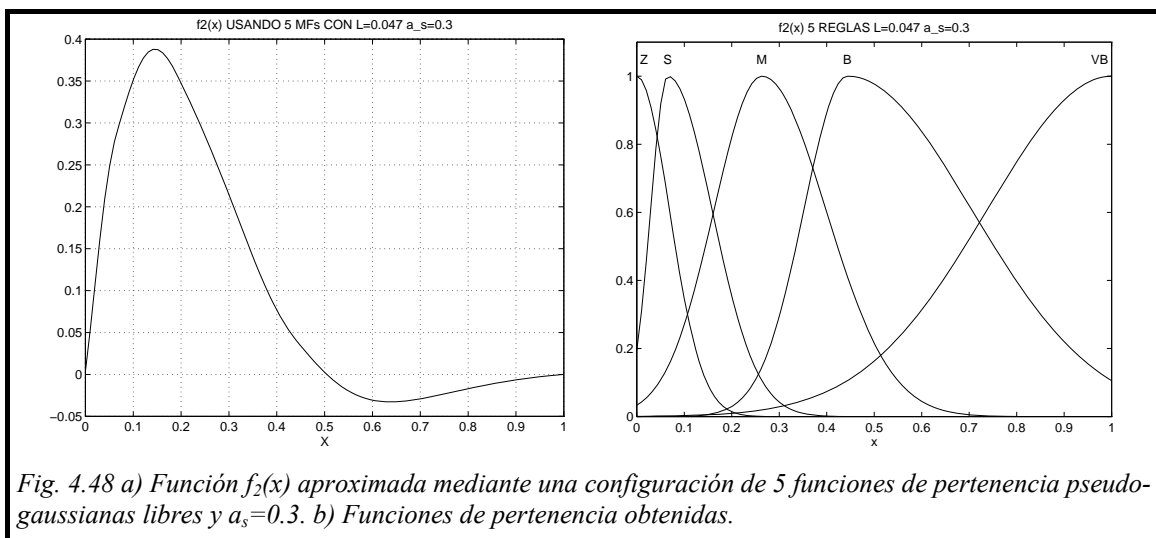 f2(x) USANDO 5 MFs CON L=0.047 a_s=0.3
0.4
0.35
0.3
0.25
0.2
0.15
0.1
0.05
0
−0.05
0 0.1 0.2 0.3 0.4 0.5 0.6 0.7 0.8 0.9 1
X
f2(x) 5 REGLAS L=0.047 a_s=0.3
Z S M B VB
1
0.8
0.6
0.4
0.2
0
0 0.1 0.2 0.3 0.4 0.5 0.6 0.7 0.8 0.9 1
x
Fig. 4.48 a) Función f2(x) aproximada mediante una configuración de 5 funciones de pertenencia pseudo-
gaussianas libres y as=0.3. b) Funciones de pertenencia obtenidas.